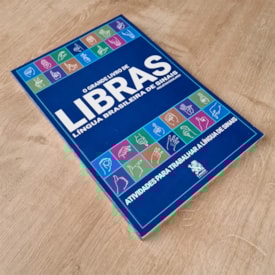 O GRANDE LIVRO DE
LIBRAS
LÍNGUA BRASILEIRA DE SINAIS
ATIVIDADES PARA TRABALHAR A LÍNGUA DE SINAIS